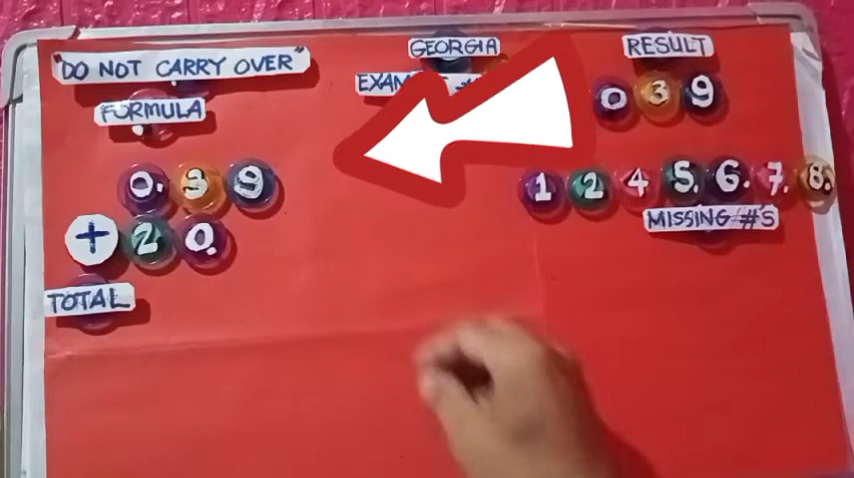 "DO NOT CARRY OVER"
GEORGIA
RESULT
FORMULA
0 3 9
0. 3 9
1 2 4 5. 6. 7. 8.
+ 2 0.
MISSING #'S
TOTAL